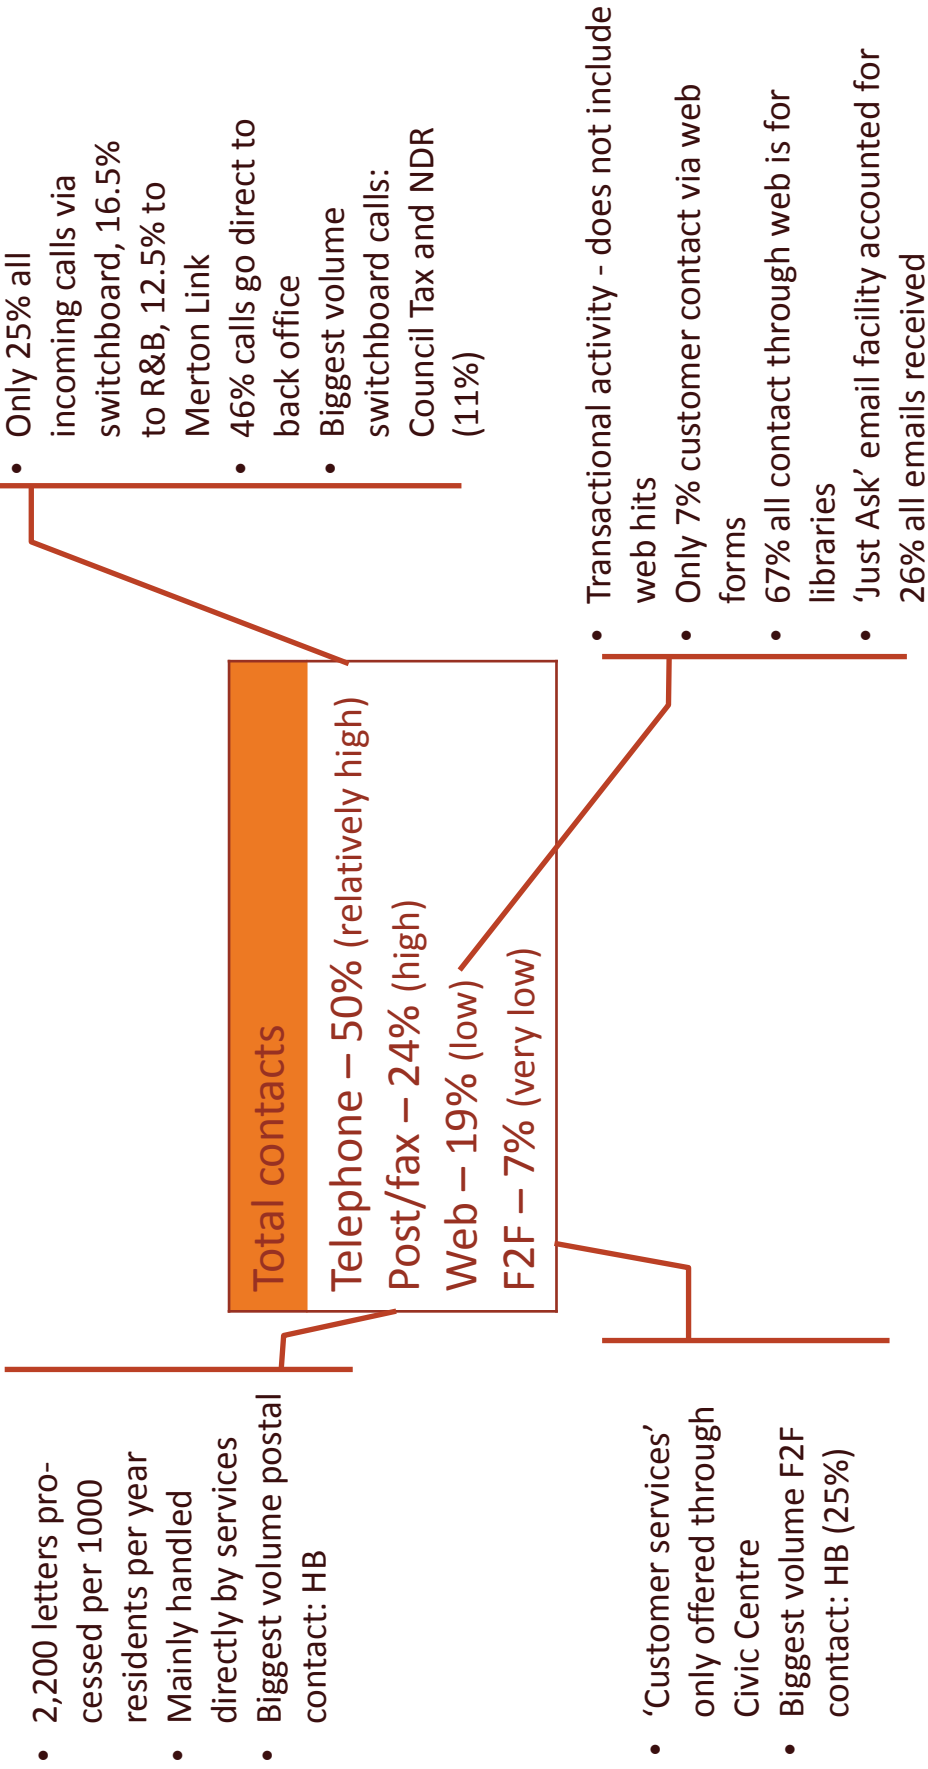 • 2,200 letters pro-
cessed per 1000
residents per year
• Mainly handled
directly by services
• Biggest volume postal
contact: HB
• Only 25% all
incoming calls via
switchboard, 16.5%
to R&B, 12.5% to
Merton Link
• 46% calls go direct to
back office
• Biggest volume
switchboard calls:
Council Tax and NDR
(11%)
Total contacts
Telephone – 50% (relatively high)
Post/fax – 24% (high)
Web – 19% (low)
F2F – 7% (very low)
• ‘Customer services’
only offered through
Civic Centre
• Biggest volume F2F
contact: HB (25%)
• Transactional activity - does not include
web hits
• Only 7% customer contact via web
forms
• 67% all contact through web is for
libraries
• ‘Just Ask’ email facility accounted for
26% all emails received